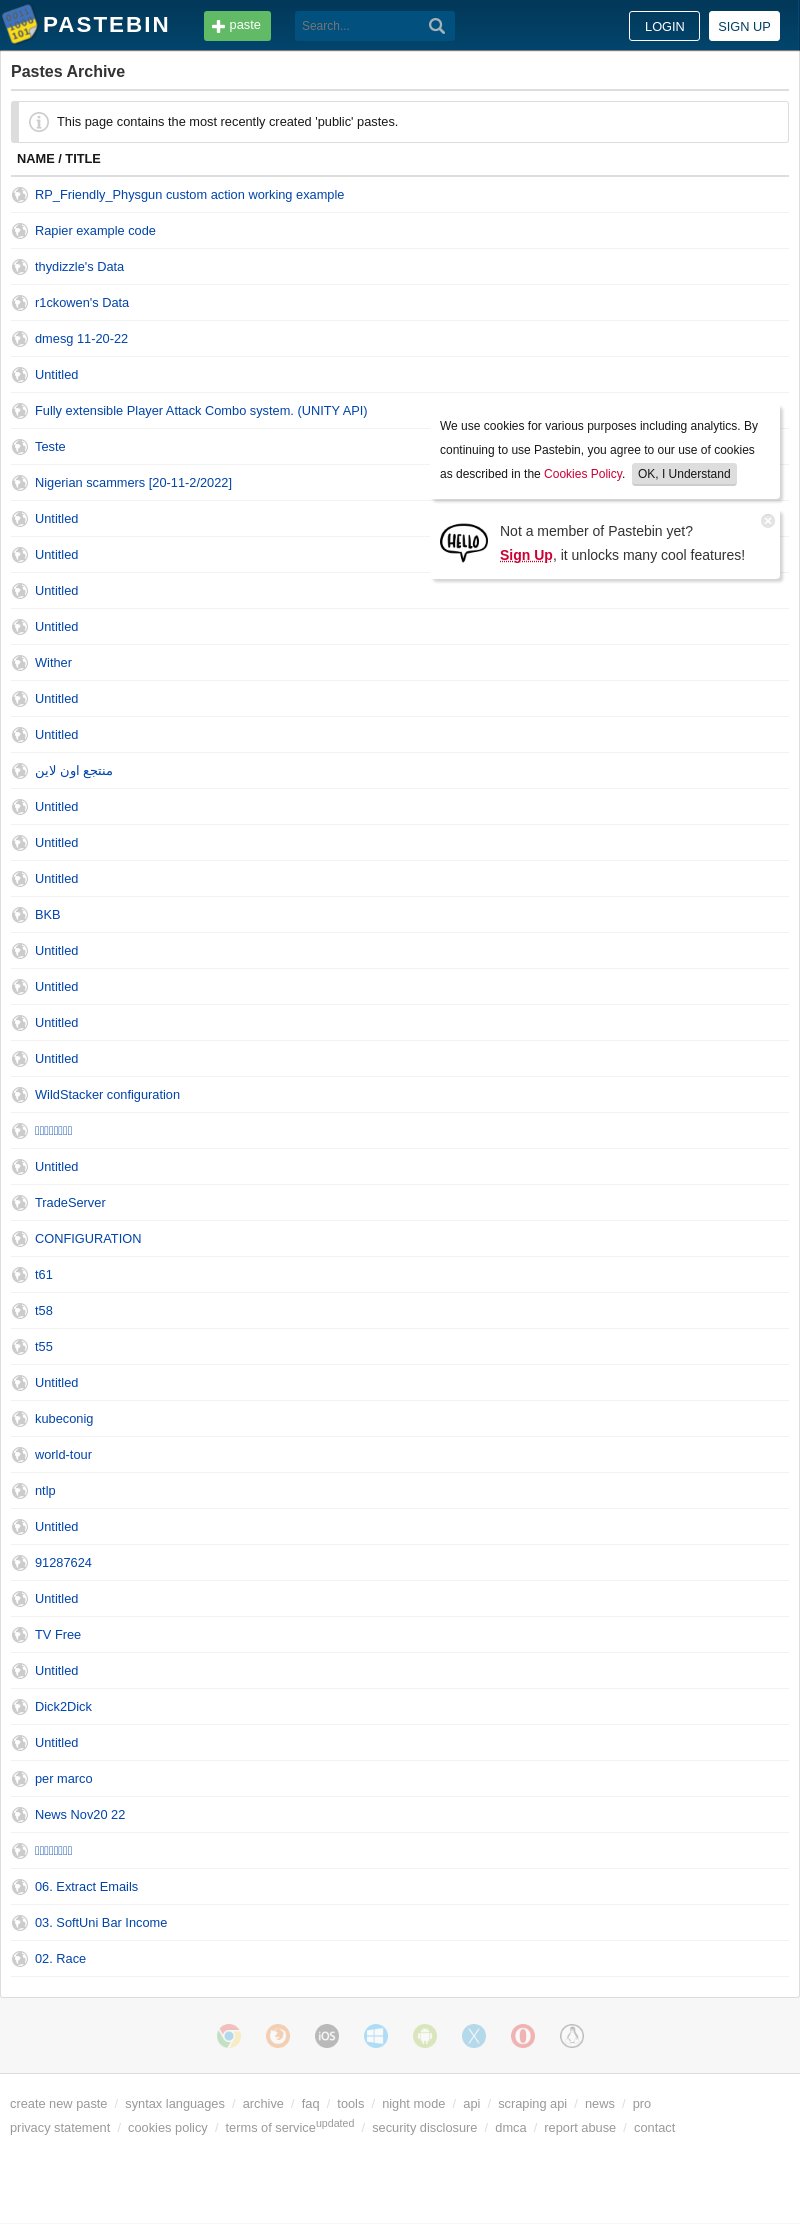 PASTEBIN
paste
Search...
LOGIN
SIGN UP
Pastes Archive
This page contains the most recently created 'public' pastes.
NAME / TITLE
RP_Friendly_Physgun custom action working example
Rapier example code
thydizzle's Data
r1ckowen's Data
dmesg 11-20-22
Untitled
Fully extensible Player Attack Combo system. (UNITY API)
Teste
Nigerian scammers [20-11-2/2022]
We use cookies for various purposes including analytics. By
continuing to use Pastebin, you agree to our use of cookies
as described in the Cookies Policy. OK, I Understand
HELLO
Not a member of Pastebin yet?
Sign Up, it unlocks many cool features!
Untitled
Untitled
Untitled
Untitled
Wither
Untitled
Untitled
منتجع اون لاين
Untitled
Untitled
Untitled
BKB
Untitled
Untitled
Untitled
Untitled
WildStacker configuration
Untitled
TradeServer
CONFIGURATION
t61
t58
t55
Untitled
kubeconig
world-tour
ntlp
Untitled
91287624
Untitled
TV Free
Untitled
Dick2Dick
Untitled
per marco
News Nov20 22
06. Extract Emails
03. SoftUni Bar Income
02. Race
iOS
create new paste / syntax languages / archive / faq / tools / night mode / api / scraping api / news / pro
privacy statement / cookies policy / terms of service updated / security disclosure / dmca / report abuse / contact